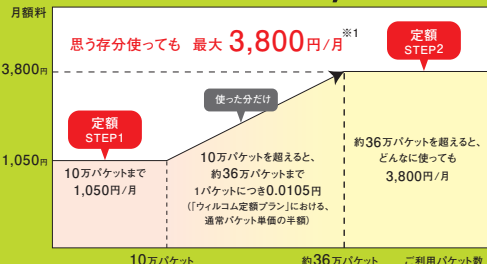 月額料
思う存分使っても 最大 3,800円/月※1
定額
STEP2
3,800円
使った分だけ
定額
STEP1
1,050円
10万パケットまで
1,050円/月
10万パケットを超えると、
約36万パケットまで
1パケットにつき0.0105円
(「ウィルコム定額プラン」における、
通常パケット単価の半額)
約36万パケットを超えると、
どんなに使っても
3,800円/月
10万パケット
約36万パケット
ご利用パケット数